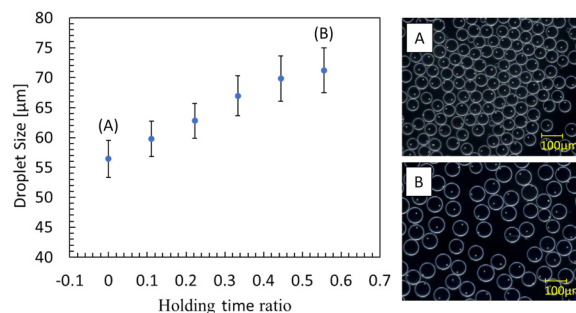 80
75
70
65
60
55
50
45
40
Droplet Size [μm]
(A)
(B)
-0.1 0 0.1 0.2 0.3 0.4 0.5 0.6 0.7
Holding time ratio
A
100μm
B
100μm